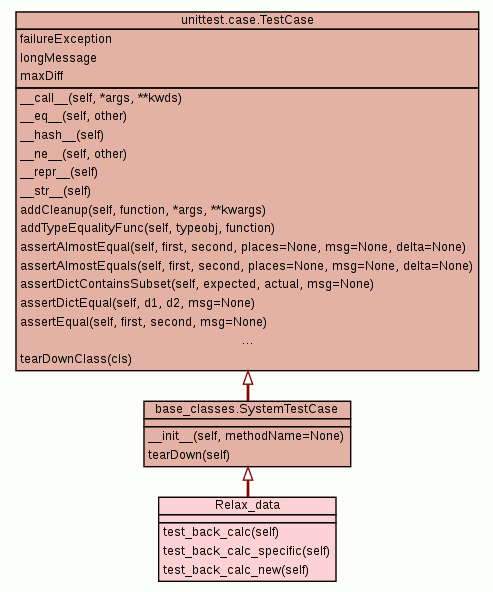 unittest.case.TestCase
failureException
longMessage
maxDiff
__call__(self, *args, **kwds)
__eq__(self, other)
__hash__(self)
__ne__(self, other)
__repr__(self)
__str__(self)
addCleanup(self, function, *args, **kwargs)
addTypeEqualityFunc(self, typeobj, function)
assertAlmostEqual(self, first, second, places=None, msg=None, delta=None)
assertAlmostEquals(self, first, second, places=None, msg=None, delta=None)
assertDictContainsSubset(self, expected, actual, msg=None)
assertDictEqual(self, d1, d2, msg=None)
assertEqual(self, first, second, msg=None)
...
tearDownClass(cls)
base_classes.SystemTestCase
__init__(self, methodName=None)
tearDown(self)
Relax_data
test_back_calc(self)
test_back_calc_specific(self)
test_back_calc_new(self)